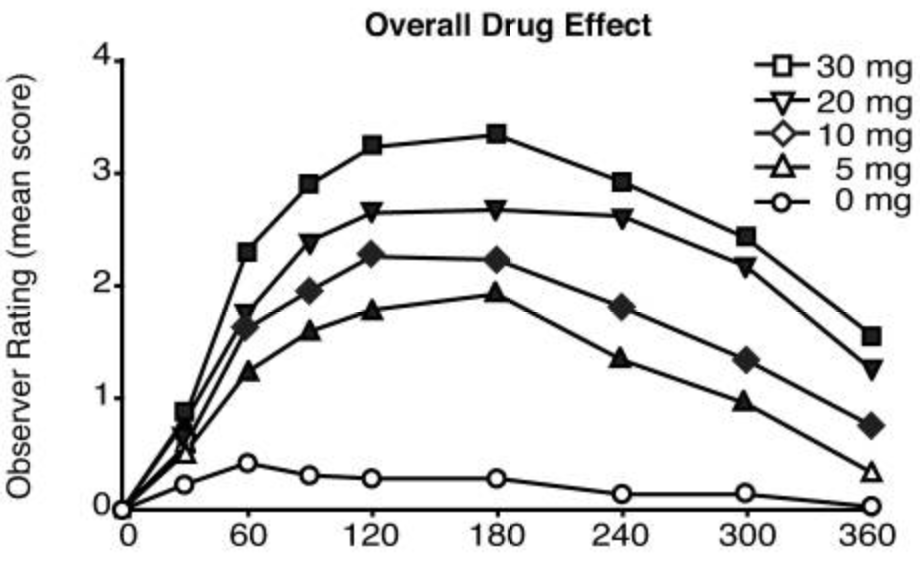 Overall Drug Effect
Observer Rating (mean score)
4
3
2
1
0
30 mg
20 mg
10 mg
5 mg
0 mg
0 60 120 180 240 300 360